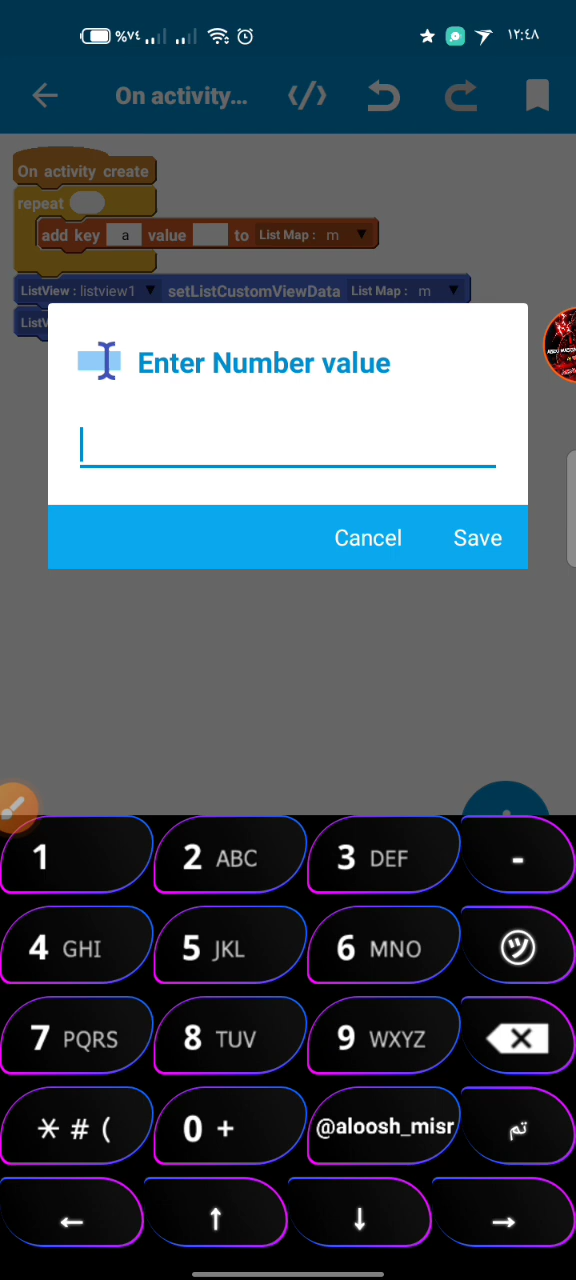 %٧٤ ١٢:٤٨
On activity...
On activity create
repeat
add key a value to List Map : m
ListView : listview1 setListCustomViewData List Map : m
ListV
Enter Number value
Cancel Save
1 2 ABC 3 DEF -
4 GHI 5 JKL 6 MNO ツ
7 PQRS 8 TUV 9 WXYZ
* # ( 0 + @aloosh_misr تم
← ↑ ↓ →